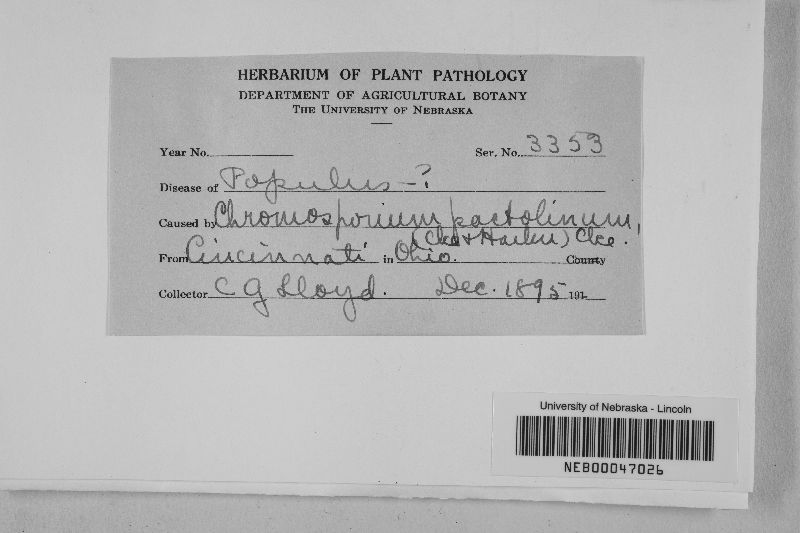 HERBARIUM OF PLANT PATHOLOGY
DEPARTMENT OF AGRICULTURAL BOTANY
THE UNIVERSITY OF NEBRASKA
Year No.
Ser. No. 3353
Disease of Populus-?
Caused by Chromosporium pactolinum,
(Cke & Harkn) Cke.
From Cincinnati in Ohio. County
Collector C G Lloyd. Dec. 1895 191
University of Nebraska - Lincoln
NEB00047026